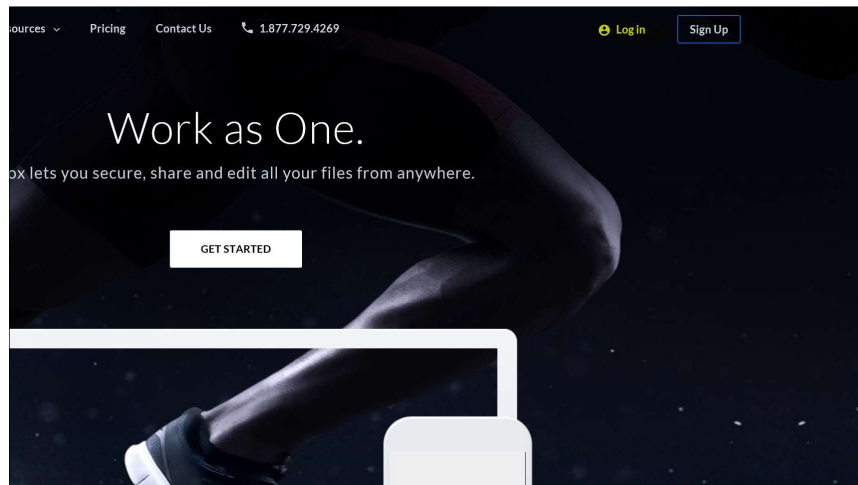 sources Pricing Contact Us 1.877.729.4269 Log in Sign Up
Work as One.
ox lets you secure, share and edit all your files from anywhere.
GET STARTED